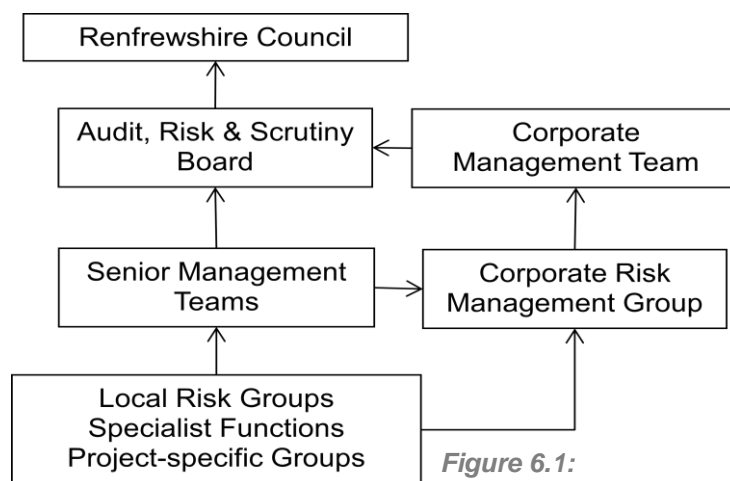 Renfrewshire Council
Audit, Risk & Scrutiny
Board
Corporate
Management Team
Senior Management
Teams
Corporate Risk
Management Group
Local Risk Groups
Specialist Functions
Project-specific Groups
Figure 6.1: